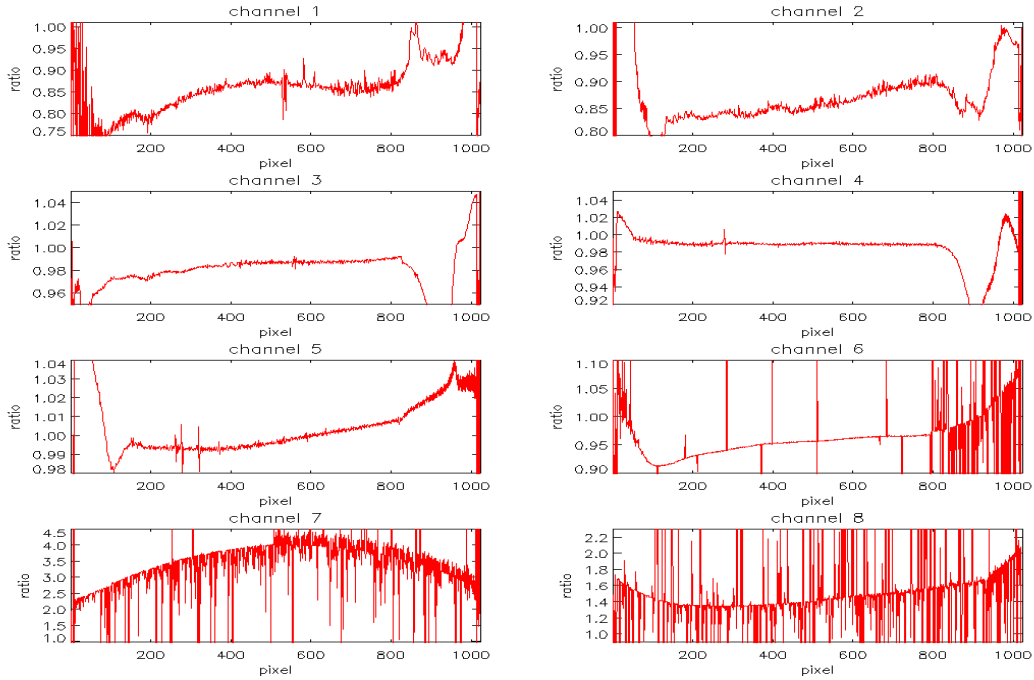 channel 1
1.00
0.95
0.90
0.85
0.80
0.75
ratio
200 400 600 800 1000
pixel
channel 2
1.00
0.95
0.90
0.85
0.80
ratio
200 400 600 800 1000
pixel
channel 3
1.04
1.02
1.00
0.98
0.96
ratio
200 400 600 800 1000
pixel
channel 4
1.04
1.02
1.00
0.98
0.96
0.94
0.92
ratio
200 400 600 800 1000
pixel
channel 5
1.04
1.03
1.02
1.01
1.00
0.99
0.98
ratio
200 400 600 800 1000
pixel
channel 6
1.10
1.05
1.00
0.95
0.90
ratio
200 400 600 800 1000
pixel
channel 7
4.5
4.0
3.5
3.0
2.5
2.0
1.5
1.0
ratio
200 400 600 800 1000
pixel
channel 8
2.2
2.0
1.8
1.6
1.4
1.2
1.0
ratio
200 400 600 800 1000
pixel